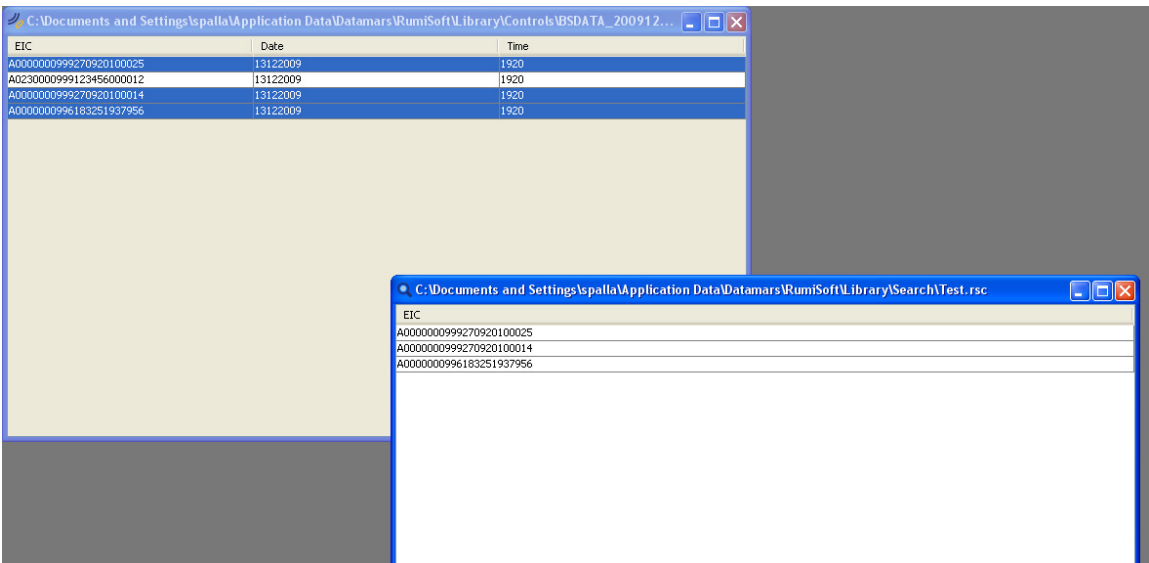 C:\Documents and Settings\spalla\Application Data\Datamars\RumiSoft\Library\Controls\BSDATA_200912...
EIC Date Time
A0000000999270920100025 13122009 1920
A0230000999123456000012 13122009 1920
A0000000999270920100014 13122009 1920
A0000000996183251937956 13122009 1920
C:\Documents and Settings\spalla\Application Data\Datamars\RumiSoft\Library\Search\Test.rsc
EIC
A0000000999270920100025
A0000000999270920100014
A0000000996183251937956